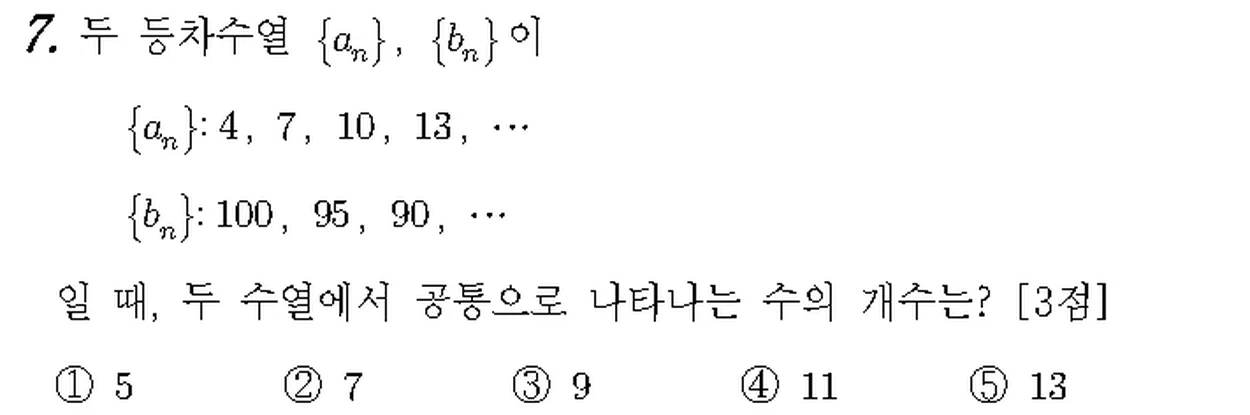 7. 두 등차수열 {aₙ}, {bₙ}이
{aₙ}: 4, 7, 10, 13, ⋯
{bₙ}: 100, 95, 90, ⋯
일 때, 두 수열에서 공통으로 나타나는 수의 개수는? [3점]
① 5 ② 7 ③ 9 ④ 11 ⑤ 13